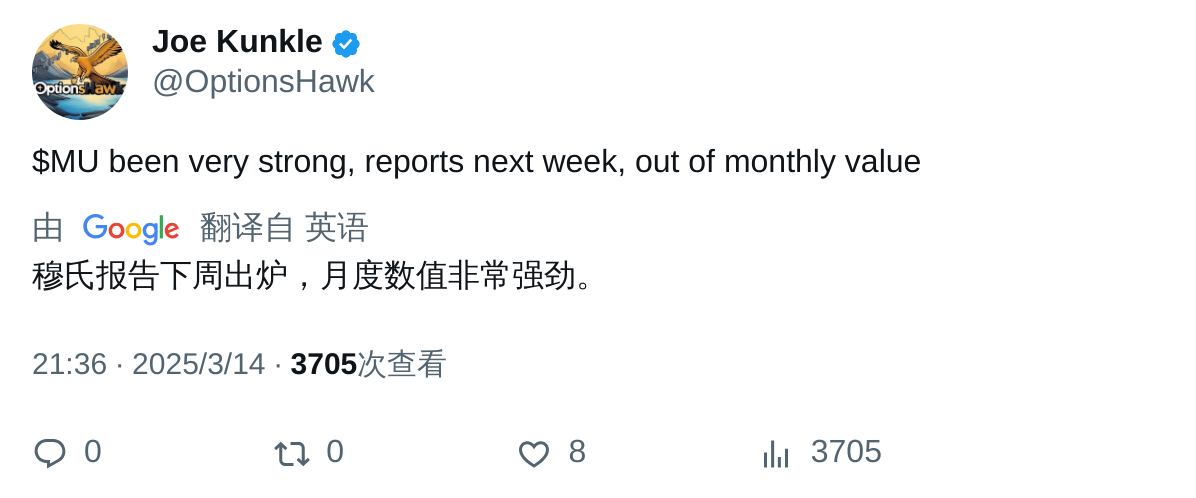 Joe Kunkle
@OptionsHawk
$MU been very strong, reports next week, out of monthly value
由 Google 翻译自 英语
穆氏报告下周出炉，月度数值非常强劲。
21:36 · 2025/3/14 · 3705次查看
0 0 8 3705